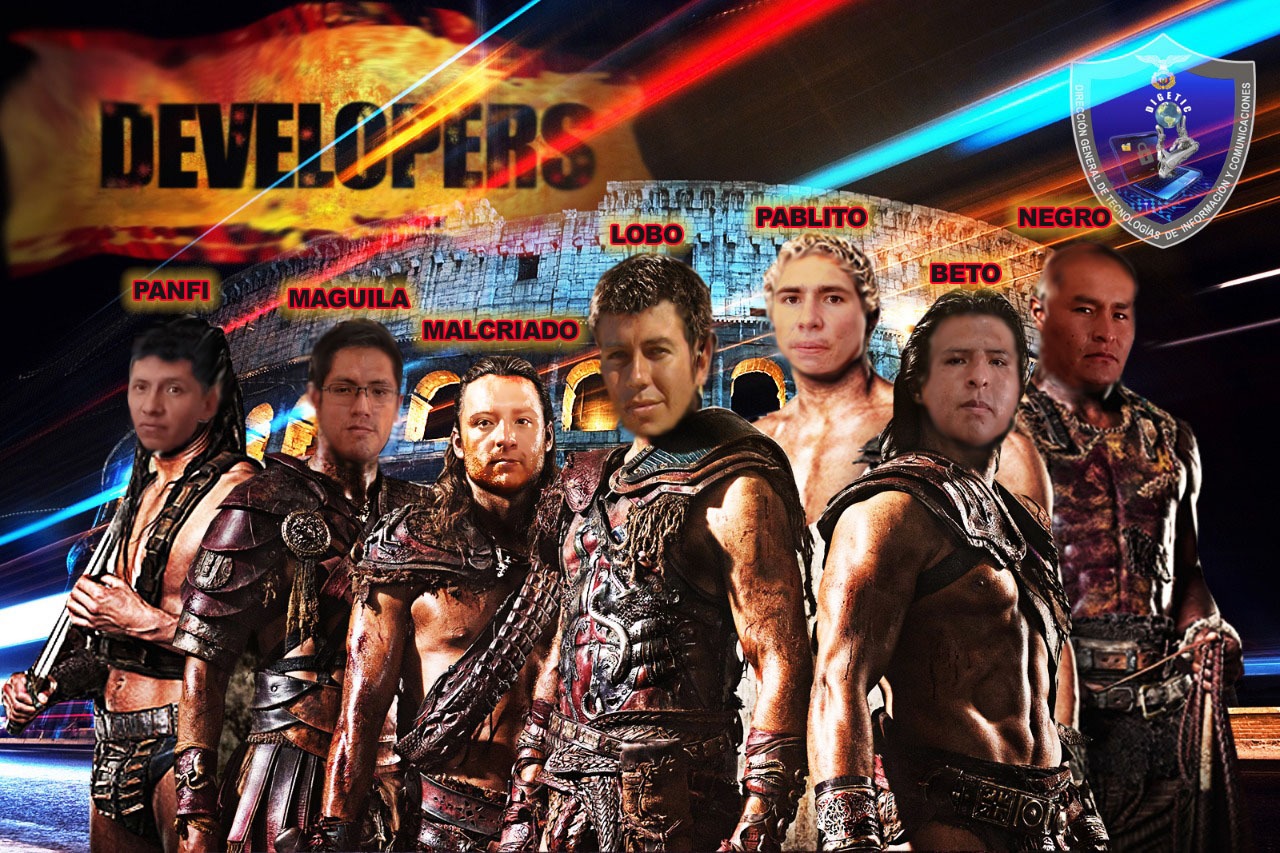 DEVELOPERS
DIGETIC
DIRECCIÓN GENERAL DE TECNOLOGÍAS DE INFORMACIÓN Y COMUNICACIONES
PABLITO
NEGRO
LOBO
BETO
PANFI
MAGUILA
MALCRIADO